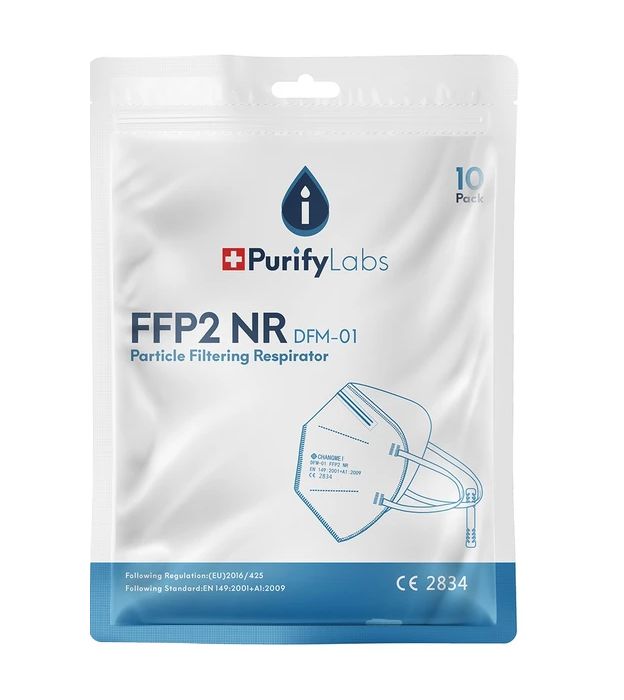 10
Pack
i
PurifyLabs
FFP2 NR DFM-01
Particle Filtering Respirator
CHANGMEI
DFM-01 FFP2 NR
EN 149:2001+A1:2009
CE 2834
Following Regulation:(EU)2016/425
Following Standard:EN 149:2001+A1:2009
CE 2834